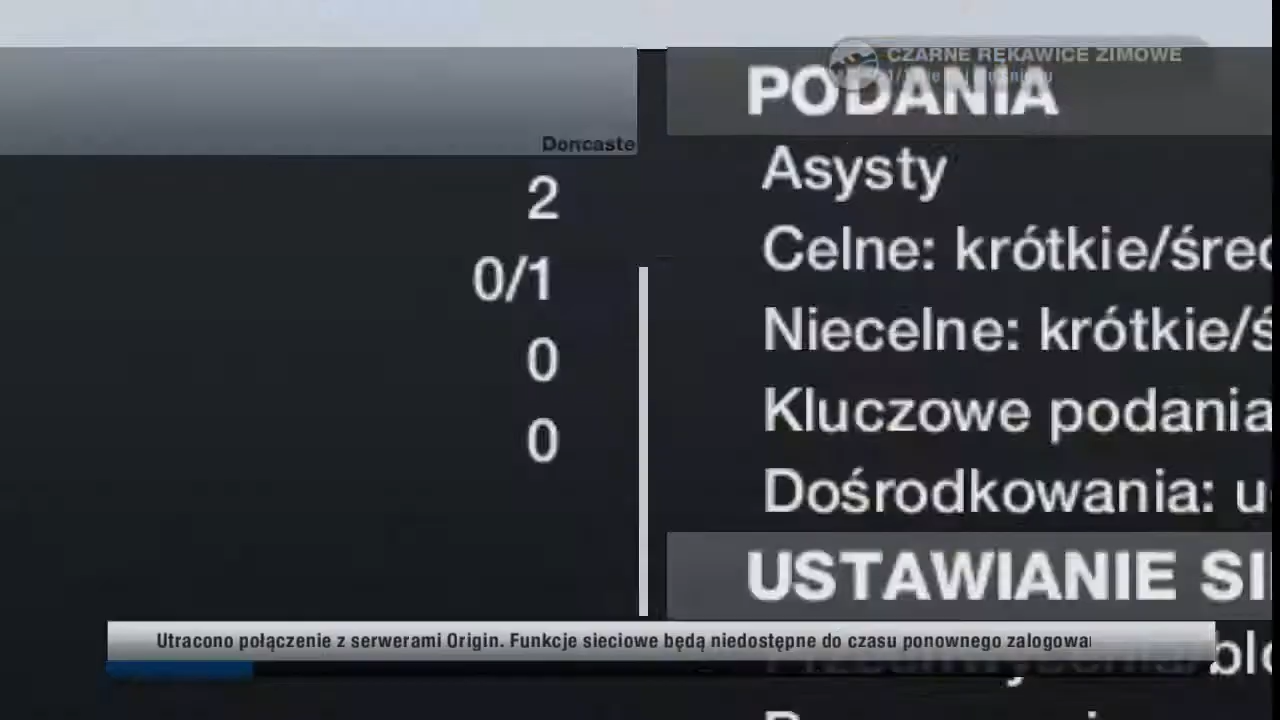 CZARNE RĘKAWICE ZIMOWE
PODANIA
Doncaste
2
0/1
0
0
Asysty
Celne: krótkie/śred
Niecelne: krótkie/ś
Kluczowe podania
Dośrodkowania: u
USTAWIANIE SI
Utracono połączenie z serwerami Origin. Funkcje sieciowe będą niedostępne do czasu ponownego zalogowa